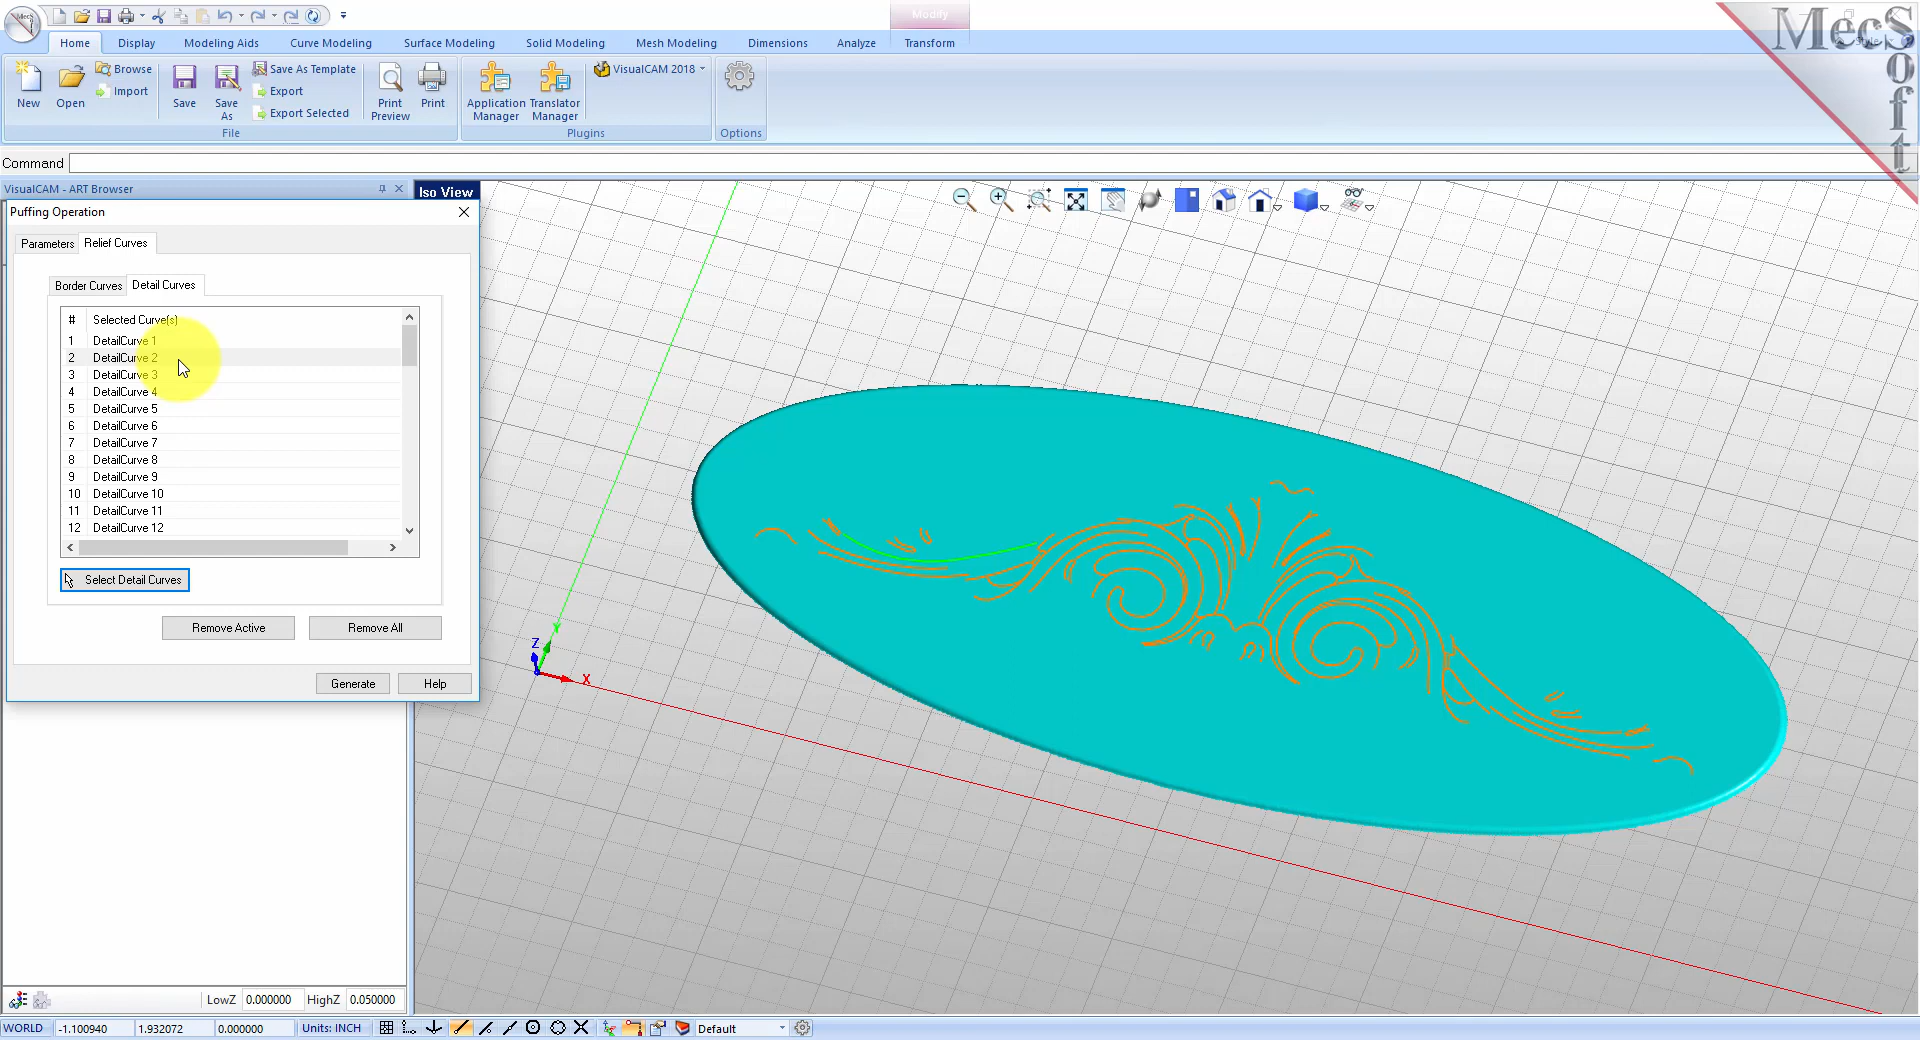 Modify
MecSoft
Home Display Modeling Aids Curve Modeling Surface Modeling Solid Modeling Mesh Modeling Dimensions Analyze Transform
Browse
Import
New Open
Save Save As
Save As Template
Export
Export Selected
Print Preview Print
Application Manager Translator Manager
VisualCAM 2018
File Plugins Options
Command
VisualCAM - ART Browser
Iso View
Puffing Operation
Parameters Relief Curves
Border Curves Detail Curves
# Selected Curve(s)
1 DetailCurve 1
2 DetailCurve 2
3 DetailCurve 3
4 DetailCurve 4
5 DetailCurve 5
6 DetailCurve 6
7 DetailCurve 7
8 DetailCurve 8
9 DetailCurve 9
10 DetailCurve 10
11 DetailCurve 11
12 DetailCurve 12
Select Detail Curves
Remove Active Remove All
Generate Help
Z Y X
LowZ 0.000000 HighZ 0.050000
WORLD -1.100940 1.932072 0.000000 Units: INCH Default